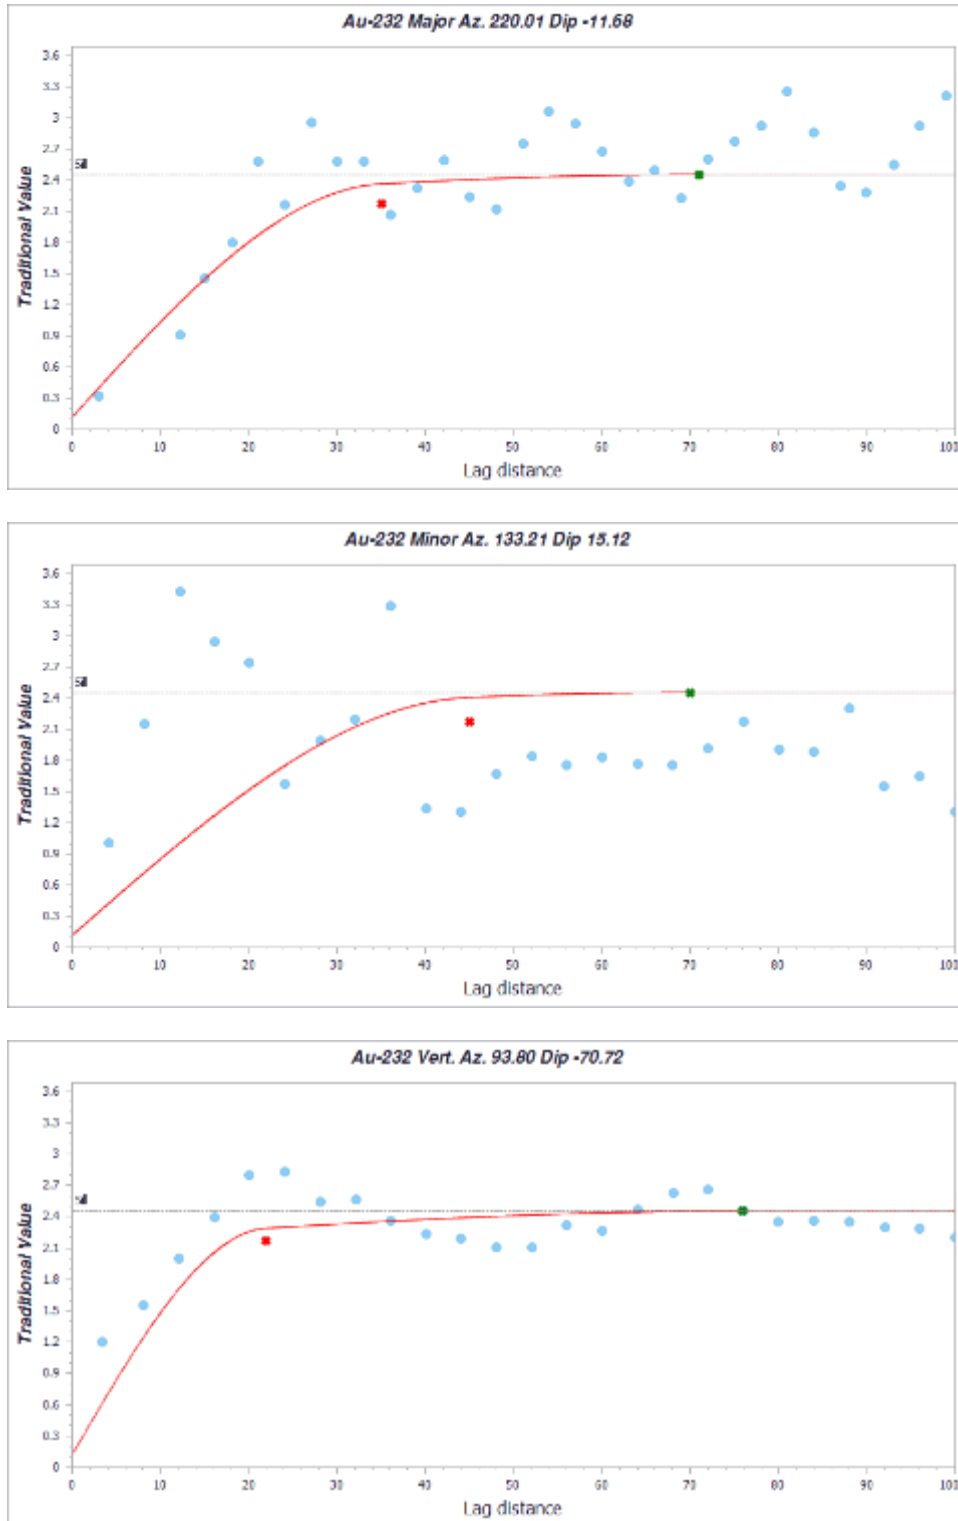 Au-232 Major Az. 220.01 Dip -11.68
3.6
3.3
3
2.7
Sill
2.4
2.1
1.8
1.5
1.2
0.9
0.6
0.3
0
Traditional Value
0 10 20 30 40 50 60 70 80 90 100
Lag distance
Au-232 Minor Az. 133.21 Dip 15.12
3.6
3.3
3
2.7
Sill
2.4
2.1
1.8
1.5
1.2
0.9
0.6
0.3
0
Traditional Value
0 10 20 30 40 50 60 70 80 90 100
Lag distance
Au-232 Vert. Az. 93.80 Dip -70.72
3.6
3.3
3
2.7
Sill
2.4
2.1
1.8
1.5
1.2
0.9
0.6
0.3
0
Traditional Value
0 10 20 30 40 50 60 70 80 90 100
Lag distance